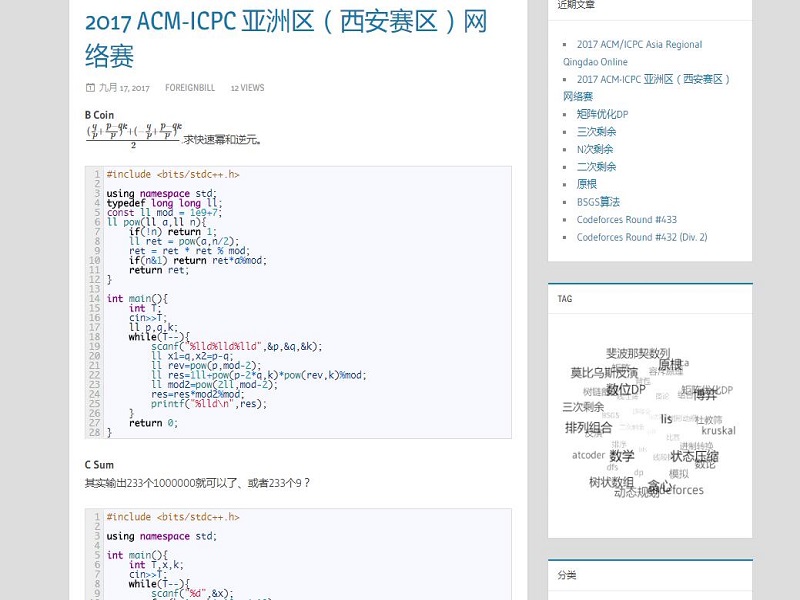 2017 ACM-ICPC 亚洲区（西安赛区）网
络赛
九月 17, 2017 FOREIGNBILL 12 VIEWS
B Coin
求快速幂和逆元。
1 #include <bits/stdc++.h>
2
3 using namespace std;
4 typedef long long ll;
5 const ll mod = 1e9+7;
6 ll pow(ll a,ll n){
7 if(!n) return 1;
8 ll ret = pow(a,n/2);
9 ret = ret * ret % mod;
10 if(n&1) return ret*a%mod;
11 return ret;
12 }
13
14 int main(){
15 int T;
16 cin>>T;
17 ll p,q,k;
18 while(T--){
19 scanf("%lld%lld%lld",&p,&q,&k);
20 ll x1=q,x2=p-q;
21 ll rev=pow(p,mod-2);
22 ll res=1ll+pow(p-2*q,k)*pow(rev,k)%mod;
23 ll mod2=pow(2ll,mod-2);
24 res=res*mod2%mod;
25 printf("%lld\n",res);
26 }
27 return 0;
28 }
C Sum
其实输出233个1000000就可以了、或者233个9？
1 #include <bits/stdc++.h>
2
3 using namespace std;
4
5 int main(){
6 int T,x,k;
7 cin>>T;
8 while(T--){
9 scanf("%d",&x);
近期文章
2017 ACM/ICPC Asia Regional
Qingdao Online
2017 ACM-ICPC 亚洲区（西安赛区）
网络赛
矩阵优化DP
三次剩余
N次剩余
二次剩余
原根
BSGS算法
Codeforces Round #433
Codeforces Round #432 (Div. 2)
TAG
斐波那契数列
原根
莫比乌斯反演
数位DP
矩阵优化DP
博弈
三次剩余
BSGS
lis
杜教筛
排列组合
kruskal
进制转换
atcoder
数学
状态压缩
数论
dfs
dp
模拟
树状数组
贪心
动态规划
codeforces
分类